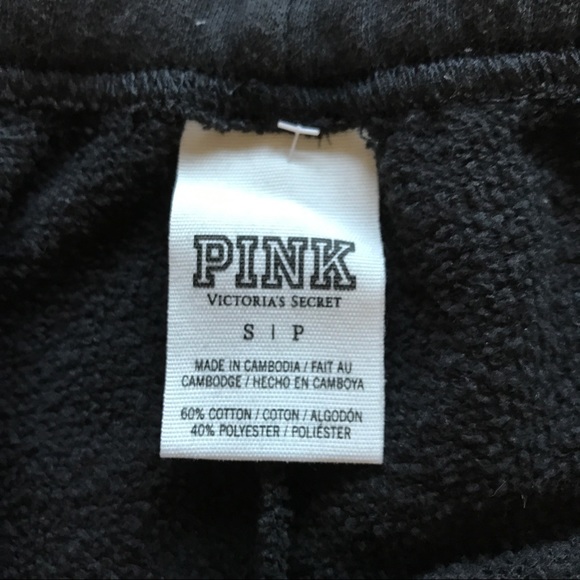 PINK
VICTORIA'S SECRET
S | P
MADE IN CAMBODIA / FAIT AU
CAMBODGE / HECHO EN CAMBOYA
60% COTTON / COTON / ALGODÓN
40% POLYESTER / POLIÉSTER